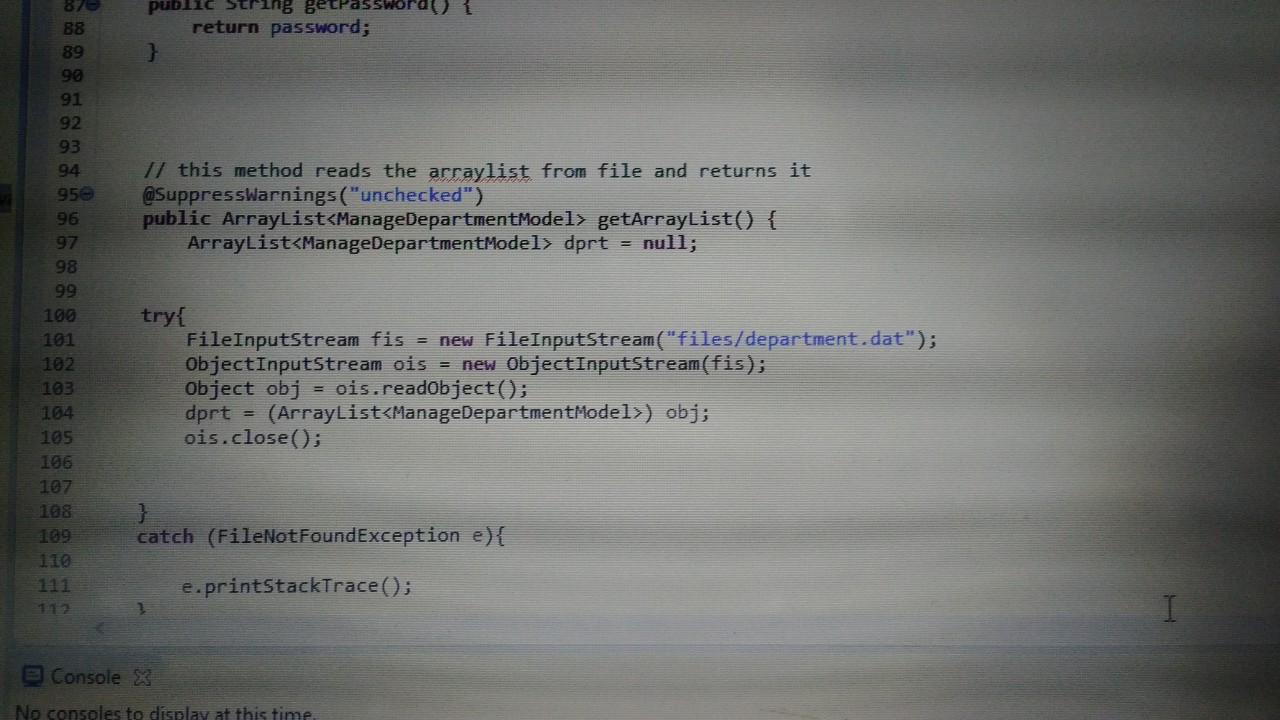 87 public String getPassword() {
88 return password;
89 }
90
91
92
93
94 // this method reads the arraylist from file and returns it
95 @SuppressWarnings("unchecked")
96 public ArrayList<ManageDepartmentModel> getArrayList() {
97 ArrayList<ManageDepartmentModel> dprt = null;
98
99
100 try{
101 FileInputStream fis = new FileInputStream("files/department.dat");
102 ObjectInputStream ois = new ObjectInputStream(fis);
103 Object obj = ois.readObject();
104 dprt = (ArrayList<ManageDepartmentModel>) obj;
105 ois.close();
106
107
108 }
109 catch (FileNotFoundException e){
110
111 e.printStackTrace();
112 }
Console
No consoles to display at this time.